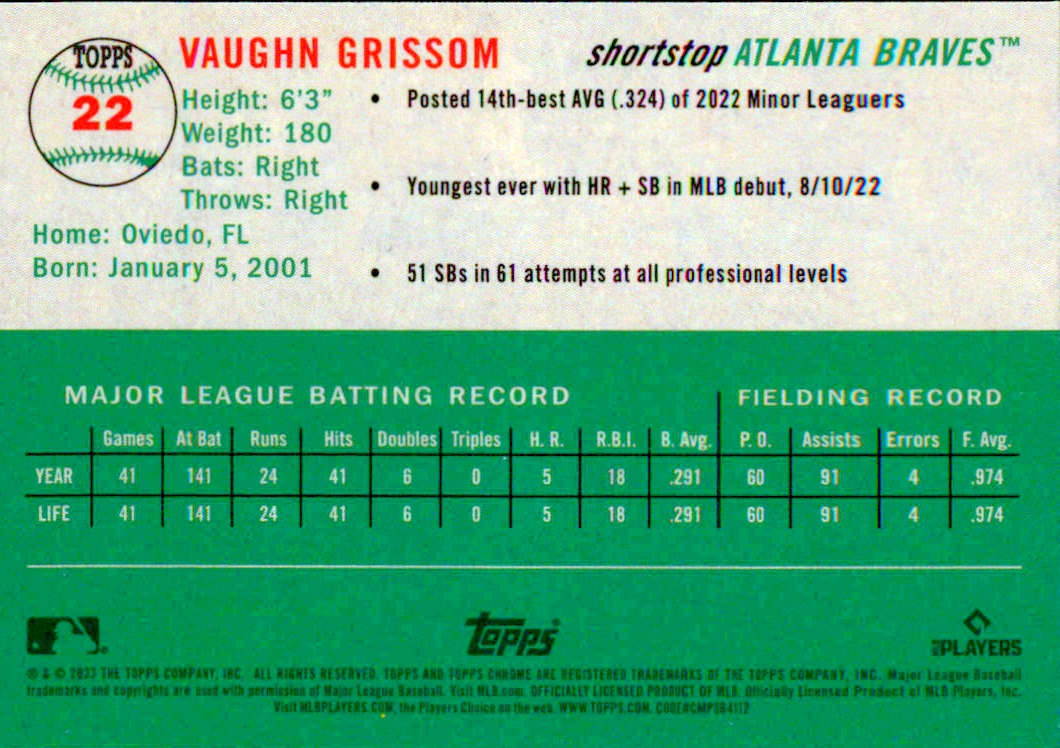 TOPPS
22
VAUGHN GRISSOM
shortstop ATLANTA BRAVES™
Height: 6'3"
Weight: 180
Bats: Right
Throws: Right
Home: Oviedo, FL
Born: January 5, 2001
• Posted 14th-best AVG (.324) of 2022 Minor Leaguers
• Youngest ever with HR + SB in MLB debut, 8/10/22
• 51 SBs in 61 attempts at all professional levels
MAJOR LEAGUE BATTING RECORD FIELDING RECORD
Games At Bat Runs Hits Doubles Triples H. R. R.B.I. B. Avg. P. O. Assists Errors F. Avg.
YEAR 41 141 24 41 6 0 5 18 .291 60 91 4 .974
LIFE 41 141 24 41 6 0 5 18 .291 60 91 4 .974
topps
PLAYERS
® & © 2023 THE TOPPS COMPANY, INC. ALL RIGHTS RESERVED. TOPPS AND TOPPS CHROME ARE REGISTERED TRADEMARKS OF THE TOPPS COMPANY, INC. Major League Baseball
trademarks and copyrights are used with permission of Major League Baseball. Visit MLB.com. OFFICIALLY LICENSED PRODUCT OF MLB. Officially Licensed Product of MLB Players, Inc.
Visit MLBPLAYERS.COM, the Players Choice on the web. WWW.TOPPS.COM.